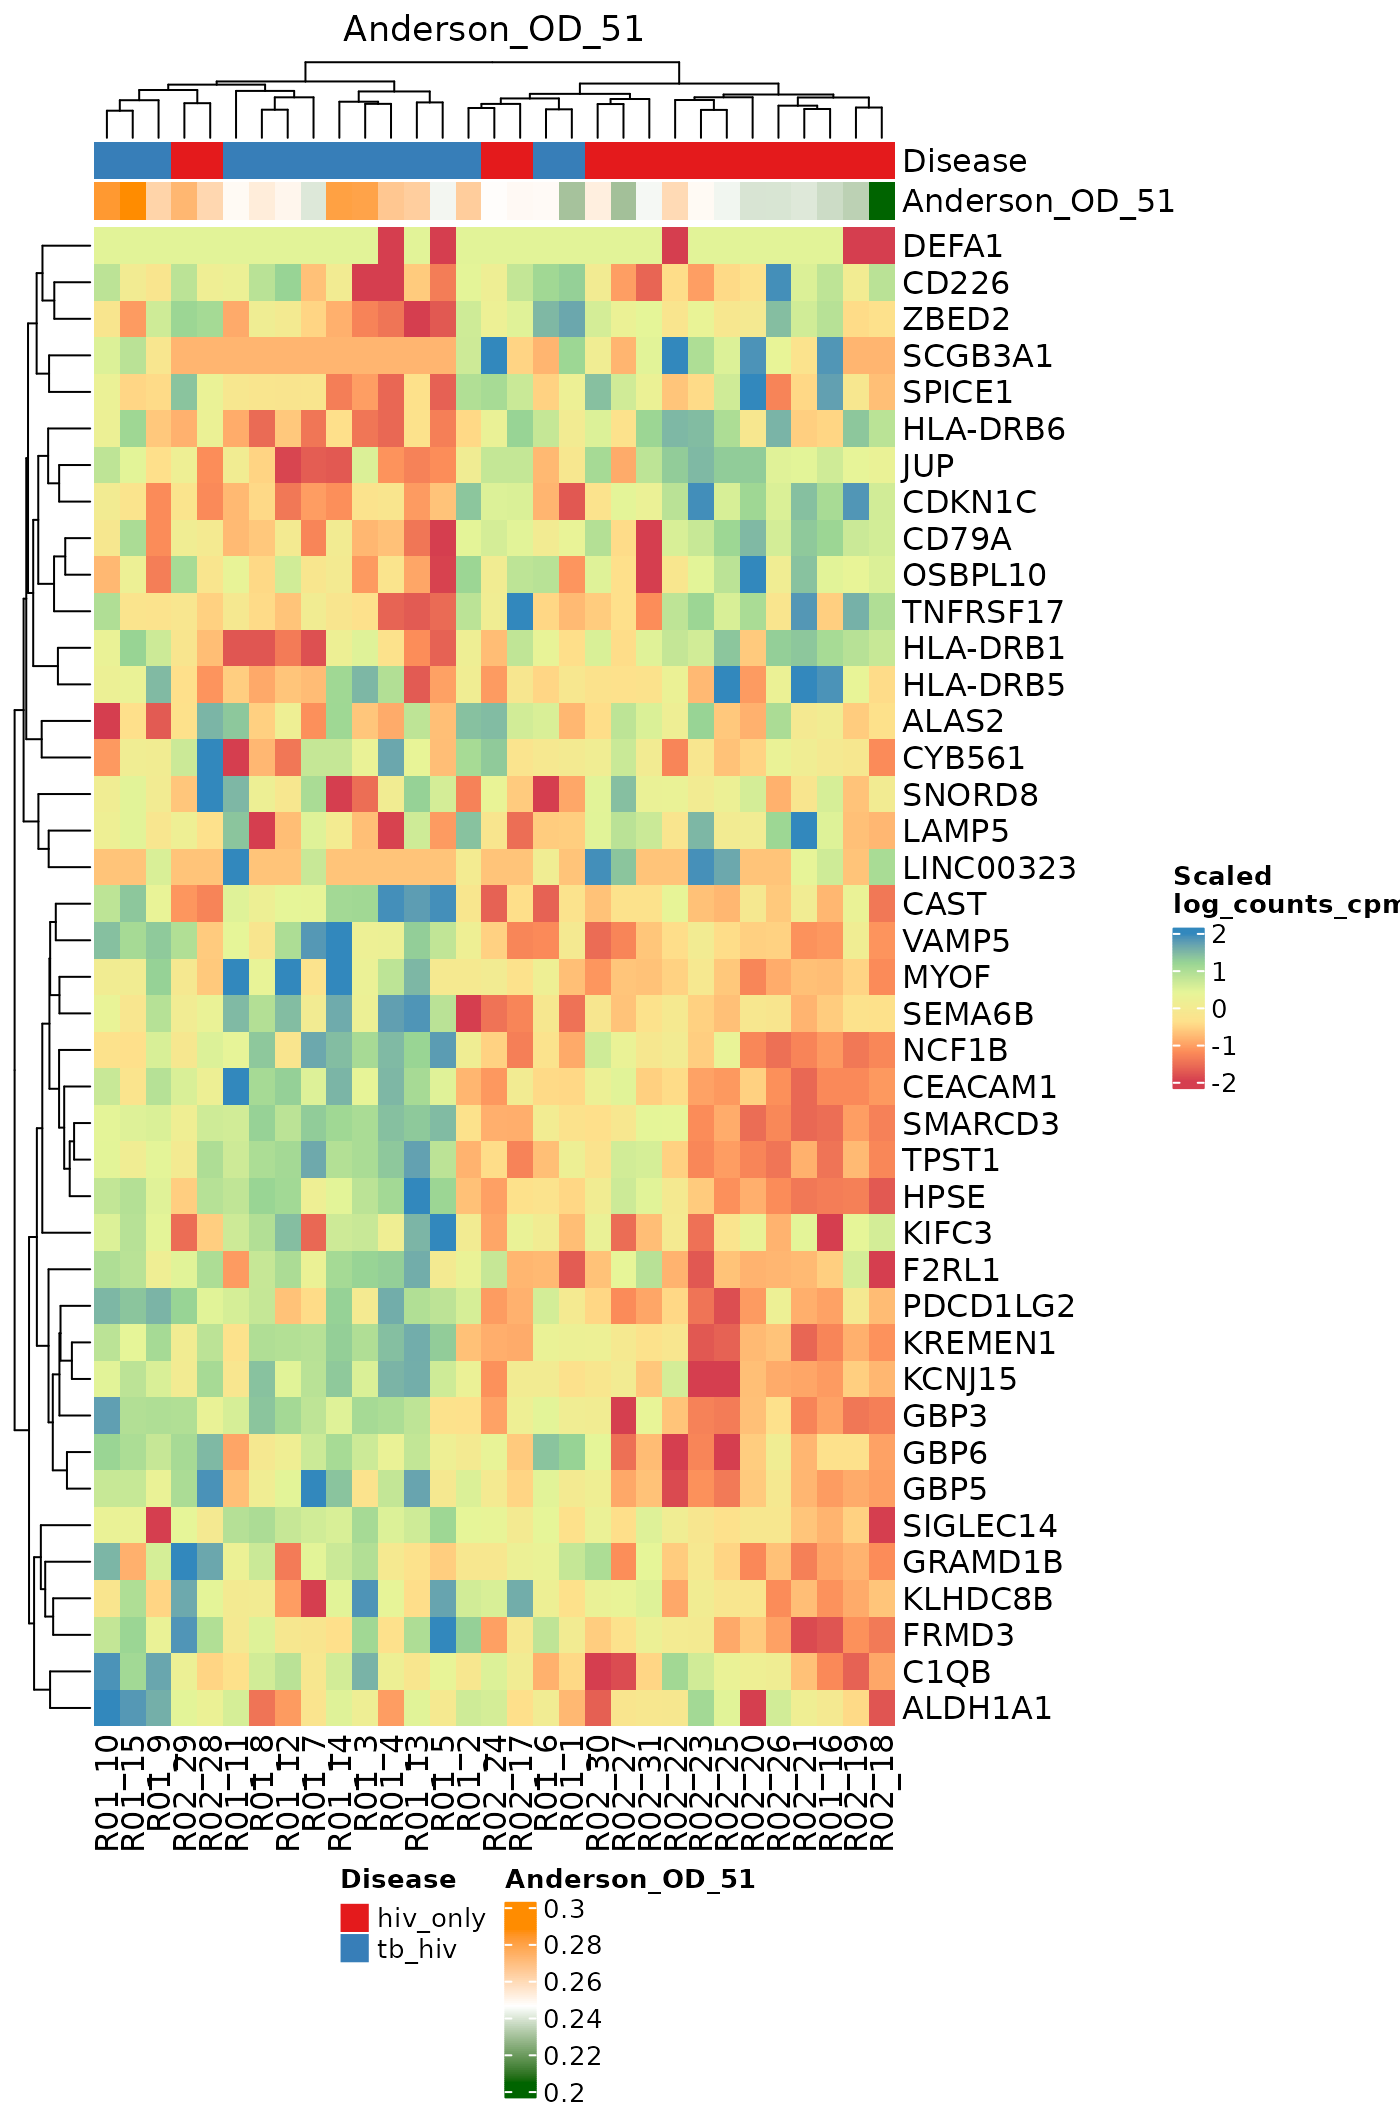 Anderson_OD_51
Disease
Anderson_OD_51
DEFA1
CD226
ZBED2
SCGB3A1
SPICE1
HLA-DRB6
JUP
CDKN1C
CD79A
OSBPL10
TNFRSF17
HLA-DRB1
HLA-DRB5
ALAS2
CYB561
SNORD8
LAMP5
LINC00323
CAST
VAMP5
MYOF
SEMA6B
NCF1B
CEACAM1
SMARCD3
TPST1
HPSE
KIFC3
F2RL1
PDCD1LG2
KREMEN1
KCNJ15
GBP3
GBP6
GBP5
SIGLEC14
GRAMD1B
KLHDC8B
FRMD3
C1QB
ALDH1A1
Scaled
log_counts_cpm
2
1
0
-1
-2
R01_10
R01_15
R01_9
R02_29
R02_28
R01_11
R01_8
R01_12
R01_7
R01_14
R01_3
R01_4
R01_13
R01_5
R01_2
R02_24
R02_17
R01_6
R01_1
R02_30
R02_27
R02_31
R02_22
R02_23
R02_25
R02_20
R02_26
R02_21
R01_16
R02_19
R02_18
Disease
hiv_only
tb_hiv
Anderson_OD_51
0.3
0.28
0.26
0.24
0.22
0.2